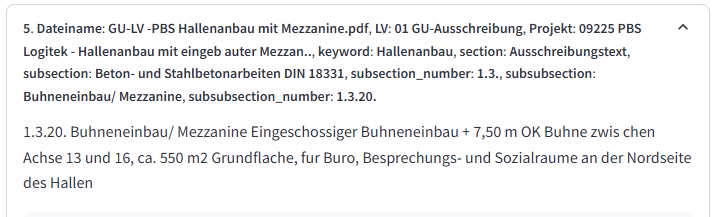 5. Dateiname: GU-LV -PBS Hallenanbau mit Mezzanine.pdf, LV: 01 GU-Ausschreibung, Projekt: 09225 PBS
Logitek - Hallenanbau mit eingeb auter Mezzan.., keyword: Hallenanbau, section: Ausschreibungstext,
subsection: Beton- und Stahlbetonarbeiten DIN 18331, subsection_number: 1.3., subsubsection:
Buhneneinbau/ Mezzanine, subsubsection_number: 1.3.20.
1.3.20. Buhneneinbau/ Mezzanine Eingeschossiger Buhneneinbau + 7,50 m OK Buhne zwis chen
Achse 13 und 16, ca. 550 m2 Grundflache, fur Buro, Besprechungs- und Sozialraume an der Nordseite
des Hallen